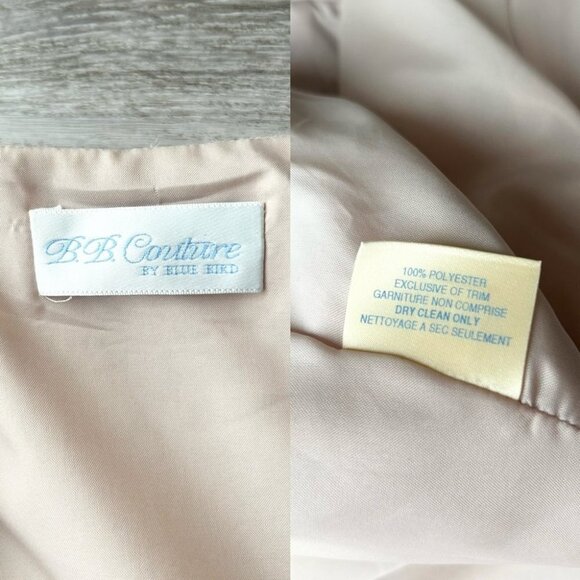 B.B. Couture
BY BLUE BIRD
100% POLYESTER
EXCLUSIVE OF TRIM
GARNITURE NON COMPRISE
DRY CLEAN ONLY
NETTOYAGE A SEC SEULEMENT